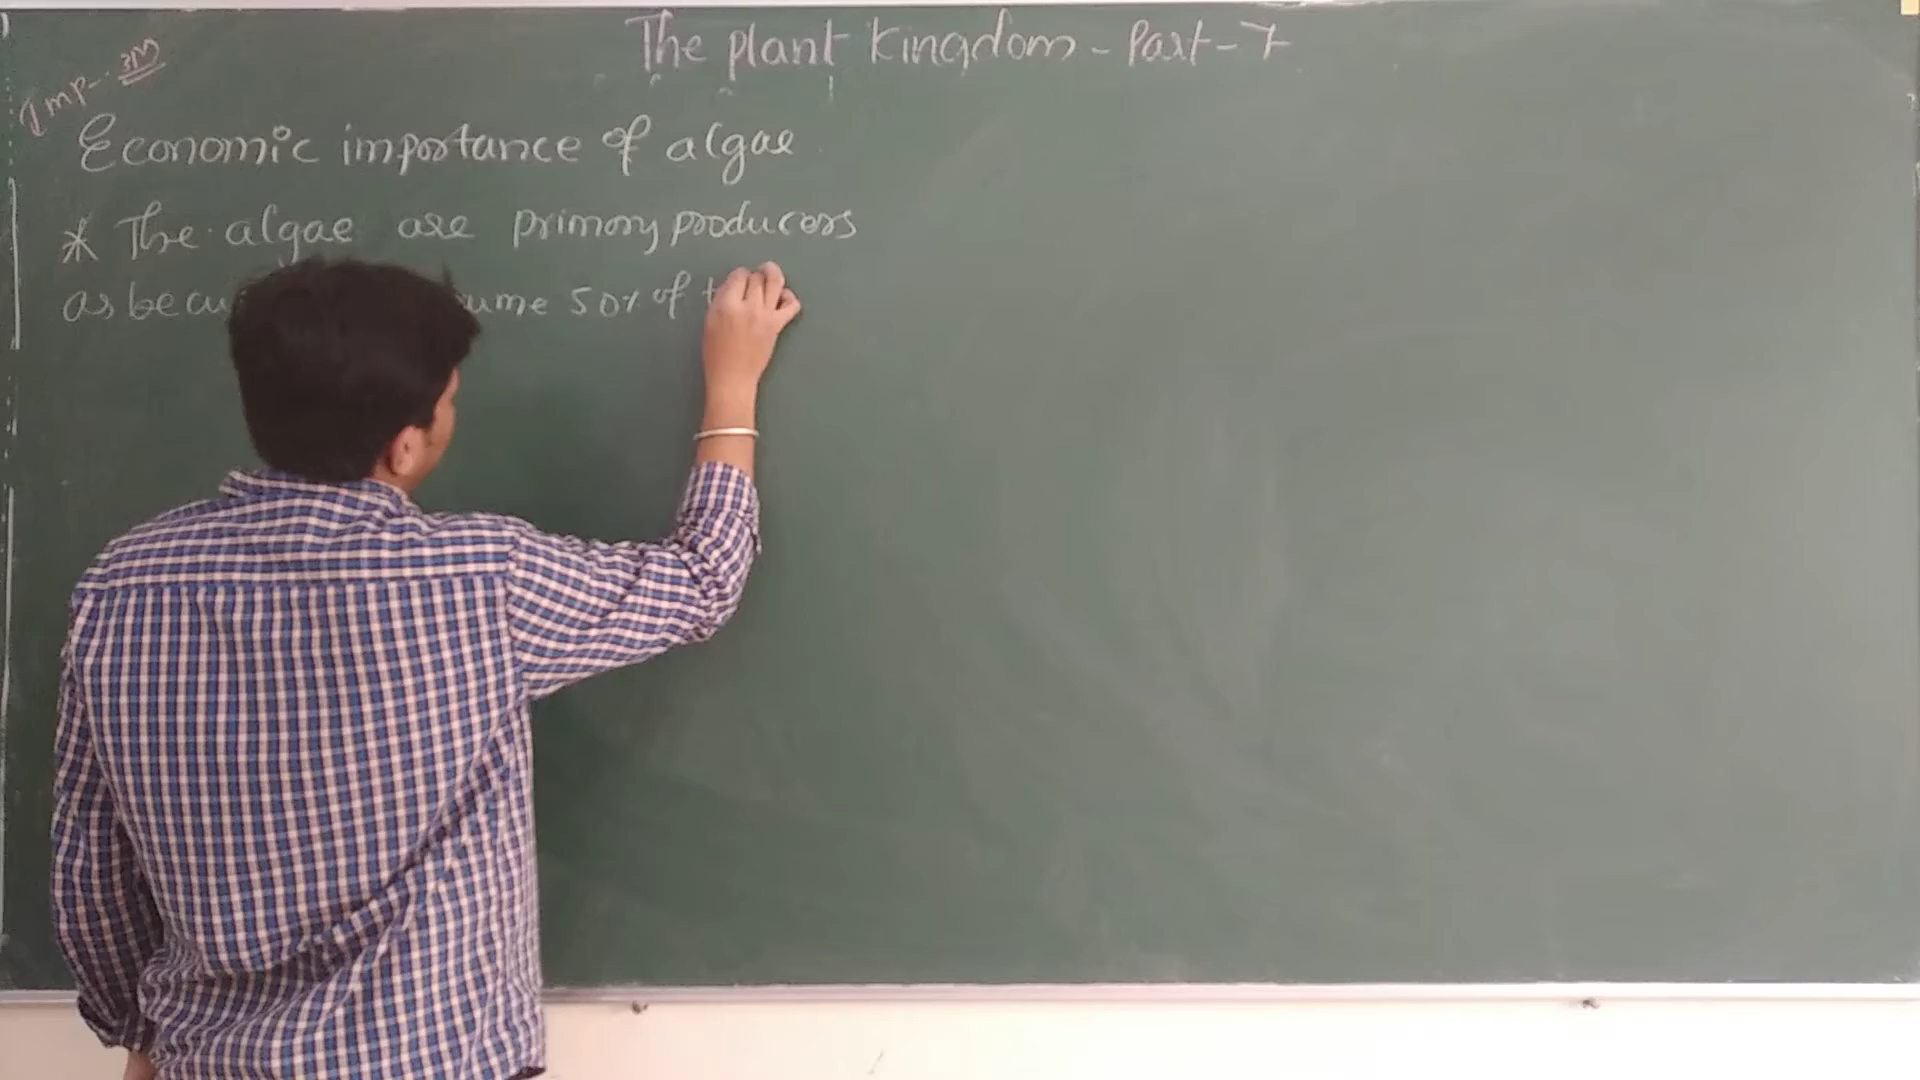 The plant Kingdom - Part - 7
Imp- 3M
Economic importance of algae
* The algae are primary producers
as becau ume 50% of t